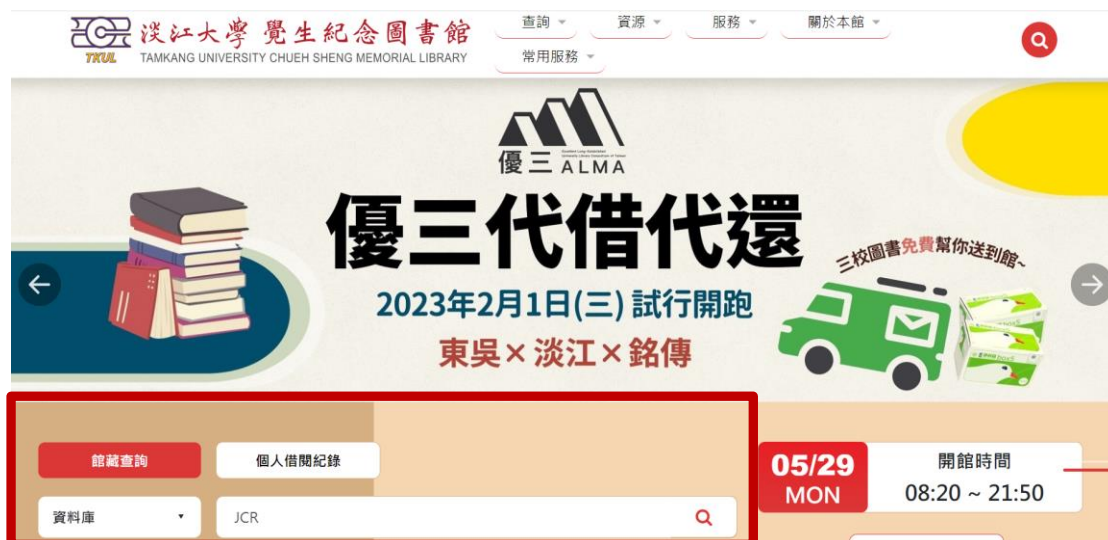 淡江大學 覺生紀念圖書館
TKUL TAMKANG UNIVERSITY CHUEH SHENG MEMORIAL LIBRARY
查詢 資源 服務 關於本館
常用服務
優三 ALMA
優三代借代還
三校圖書免費幫你送到館~
2023年2月1日(三) 試行開跑
東吳×淡江×銘傳
館藏查詢 個人借閱紀錄
05/29 開館時間
MON 08:20 ~ 21:50
資料庫 JCR